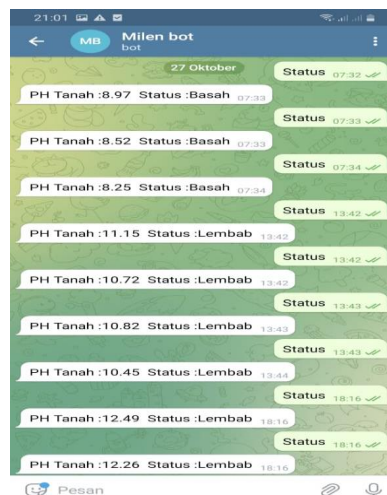 21:01
MB
Milen bot
bot
27 Oktober
Status 07:32
PH Tanah :8.97 Status :Basah 07:33
Status 07:33
PH Tanah :8.52 Status :Basah 07:33
Status 07:34
PH Tanah :8.25 Status :Basah 07:34
Status 13:42
PH Tanah :11.15 Status :Lembab 13:42
Status 13:42
PH Tanah :10.72 Status :Lembab 13:42
Status 13:43
PH Tanah :10.82 Status :Lembab 13:43
Status 13:43
PH Tanah :10.45 Status :Lembab 13:44
Status 18:16
PH Tanah :12.49 Status :Lembab 18:16
Status 18:16
PH Tanah :12.26 Status :Lembab 18:16
Pesan